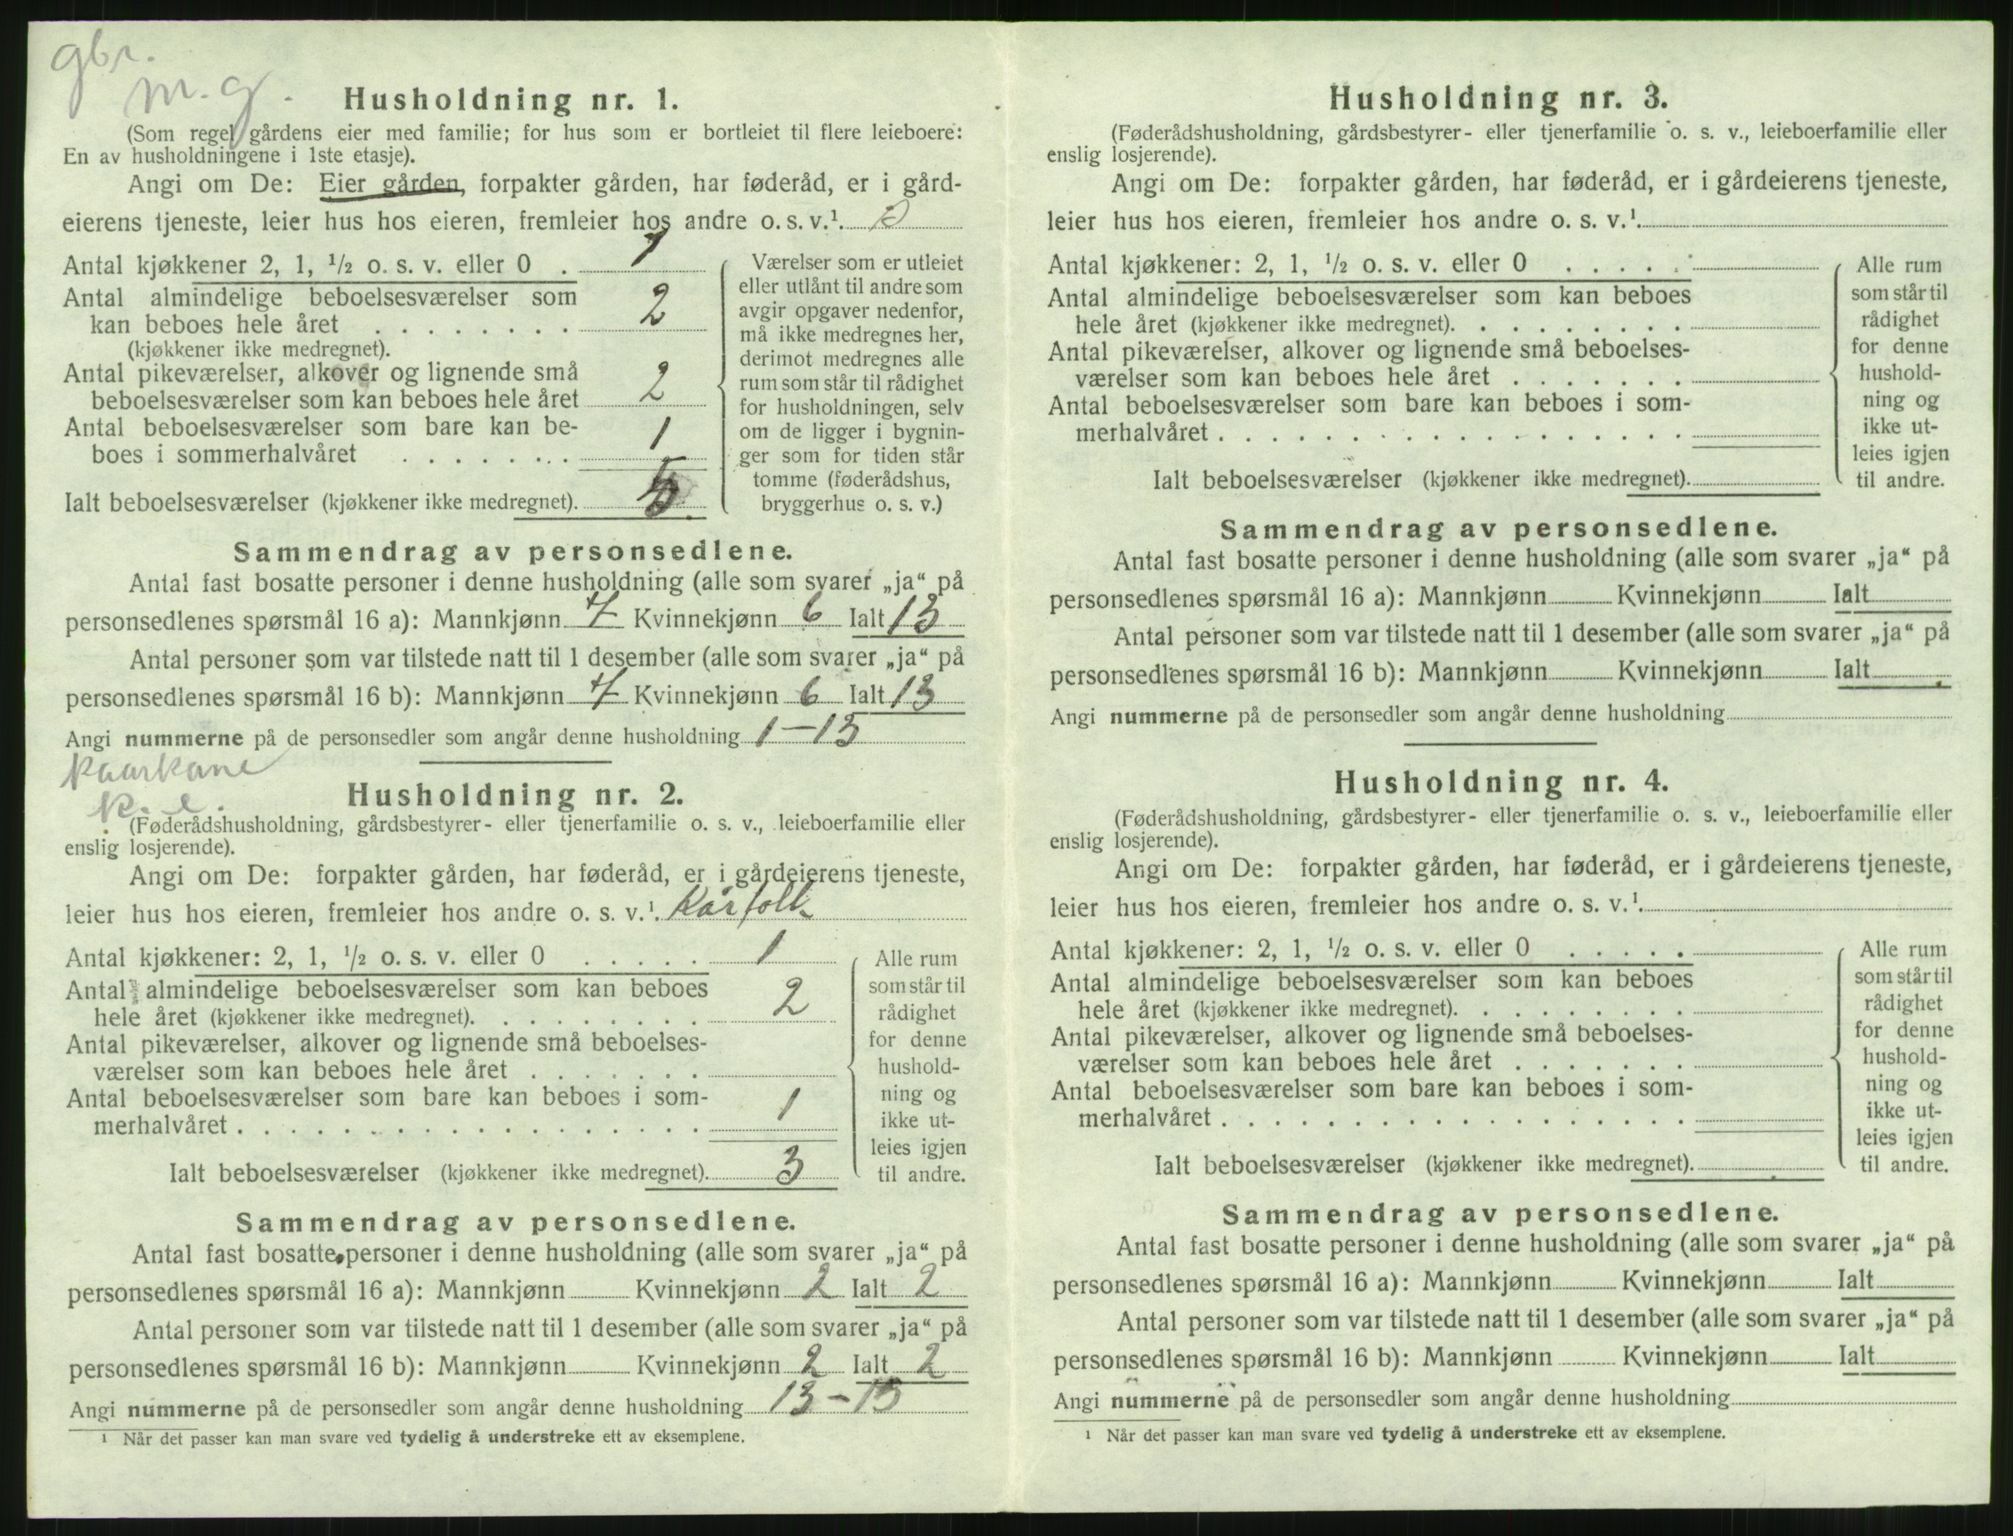 gbr.
m.g.
Husholdning nr. 1.
(Som regel gårdens eier med familie; for hus som er bortleiet til flere leieboere:
En av husholdningene i 1ste etasje).
Angi om De: Eier gården, forpakter gården, har føderåd, er i gård-
eierens tjeneste, leier hus hos eieren, fremleier hos andre o. s. v.¹.
Antal kjøkkener 2, 1, ½ o. s. v. eller 0 . 1
Antal almindelige beboelsesværelser som
kan beboes hele året . . . . . . . . 2
(kjøkkener ikke medregnet).
Antal pikeværelser, alkover og lignende små
beboelsesværelser som kan beboes hele året 2
Antal beboelsesværelser som bare kan be-
boes i sommerhalvåret . . . . . . . 1
Ialt beboelsesværelser (kjøkkener ikke medregnet). 5
Værelser som er utleiet
eller utlånt til andre som
avgir opgaver nedenfor,
må ikke medregnes her,
derimot medregnes alle
rum som står til rådighet
for husholdningen, selv
om de ligger i bygnin-
ger som for tiden står
tomme (føderådshus,
bryggerhus o. s. v.)
Sammendrag av personsedlene.
Antal fast bosatte personer i denne husholdning (alle som svarer „ja“ på
personsedlenes spørsmål 16 a): Mannkjønn 7 Kvinnekjønn 6 Ialt 13
Antal personer som var tilstede natt til 1 desember (alle som svarer „ja“ på
personsedlenes spørsmål 16 b): Mannkjønn 7 Kvinnekjønn 6 Ialt 13
Angi nummerne på de personsedler som angår denne husholdning 1–13
Kaarkone
k. e.
Husholdning nr. 2.
(Føderådshusholdning, gårdsbestyrer- eller tjenerfamilie o. s. v., leieboerfamilie eller
enslig losjerende).
Angi om De: forpakter gården, har føderåd, er i gårdeierens tjeneste,
leier hus hos eieren, fremleier hos andre o. s. v.¹. Kårfolk
Antal kjøkkener: 2, 1, ½ o. s. v. eller 0 . . . . . 1
Antal almindelige beboelsesværelser som kan beboes
hele året (kjøkkener ikke medregnet). . . . . . . . . 2
Antal pikeværelser, alkover og lignende små beboelses-
værelser som kan beboes hele året . . . . . . .
Antal beboelsesværelser som bare kan beboes i som-
merhalvåret . . . . . . . . . . . . . . . . . . 1
Ialt beboelsesværelser (kjøkkener ikke medregnet). 3
Alle rum
som står til
rådighet
for denne
hushold-
ning og
ikke ut-
leies igjen
til andre.
Sammendrag av personsedlene.
Antal fast bosatte personer i denne husholdning (alle som svarer „ja“ på
personsedlenes spørsmål 16 a): Mannkjønn Kvinnekjønn 2 Ialt 2
Antal personer som var tilstede natt til 1 desember (alle som svarer „ja“ på
personsedlenes spørsmål 16 b): Mannkjønn Kvinnekjønn 2 Ialt 2
Angi nummerne på de personsedler som angår denne husholdning 13–15
¹ Når det passer kan man svare ved tydelig å understreke ett av eksemplene.
Husholdning nr. 3.
(Føderådshusholdning, gårdsbestyrer- eller tjenerfamilie o. s. v., leieboerfamilie eller
enslig losjerende).
Angi om De: forpakter gården, har føderåd, er i gårdeierens tjeneste,
leier hus hos eieren, fremleier hos andre o. s. v.¹.
Antal kjøkkener: 2, 1, ½ o. s. v. eller 0 . . . . .
Antal almindelige beboelsesværelser som kan beboes
hele året (kjøkkener ikke medregnet). . . . . . . . .
Antal pikeværelser, alkover og lignende små beboelses-
værelser som kan beboes hele året . . . . . . .
Antal beboelsesværelser som bare kan beboes i som-
merhalvåret . . . . . . . . . . . . . . . . . .
Ialt beboelsesværelser (kjøkkener ikke medregnet).
Alle rum
som står til
rådighet
for denne
hushold-
ning og
ikke ut-
leies igjen
til andre.
Sammendrag av personsedlene.
Antal fast bosatte personer i denne husholdning (alle som svarer „ja“ på
personsedlenes spørsmål 16 a): Mannkjønn Kvinnekjønn Ialt
Antal personer som var tilstede natt til 1 desember (alle som svarer „ja“ på
personsedlenes spørsmål 16 b): Mannkjønn Kvinnekjønn Ialt
Angi nummerne på de personsedler som angår denne husholdning
Husholdning nr. 4.
(Føderådshusholdning, gårdsbestyrer- eller tjenerfamilie o. s. v., leieboerfamilie eller
enslig losjerende).
Angi om De: forpakter gården, har føderåd, er i gårdeierens tjeneste,
leier hus hos eieren, fremleier hos andre o. s. v.¹.
Antal kjøkkener: 2, 1, ½ o. s. v. eller 0 . . . . .
Antal almindelige beboelsesværelser som kan beboes
hele året (kjøkkener ikke medregnet). . . . . . . . .
Antal pikeværelser, alkover og lignende små beboelses-
værelser som kan beboes hele året . . . . . . .
Antal beboelsesværelser som bare kan beboes i som-
merhalvåret . . . . . . . . . . . . . . . . . .
Ialt beboelsesværelser (kjøkkener ikke medregnet).
Alle rum
som står til
rådighet
for denne
hushold-
ning og
ikke ut-
leies igjen
til andre.
Sammendrag av personsedlene.
Antal fast bosatte personer i denne husholdning (alle som svarer „ja“ på
personsedlenes spørsmål 16 a): Mannkjønn Kvinnekjønn Ialt
Antal personer som var tilstede natt til 1 desember (alle som svarer „ja“ på
personsedlenes spørsmål 16 b): Mannkjønn Kvinnekjønn Ialt
Angi nummerne på de personsedler som angår denne husholdning
¹ Når det passer kan man svare ved tydelig å understreke ett av eksemplene.